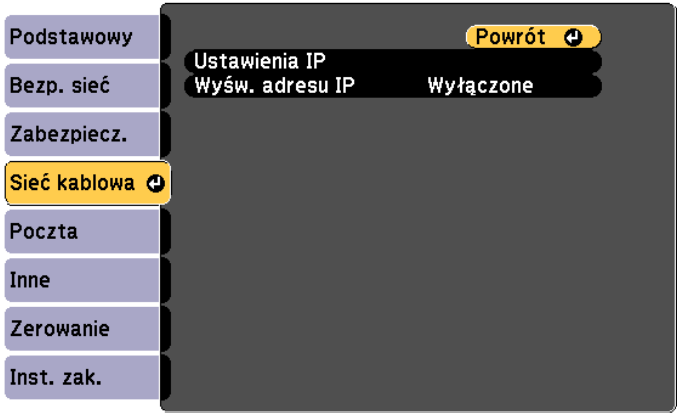 Podstawowy
Bezp. sieć
Zabezpiecz.
Sieć kablowa
Poczta
Inne
Zerowanie
Inst. zak.
Powrót
Ustawienia IP
Wyśw. adresu IP Wyłączone